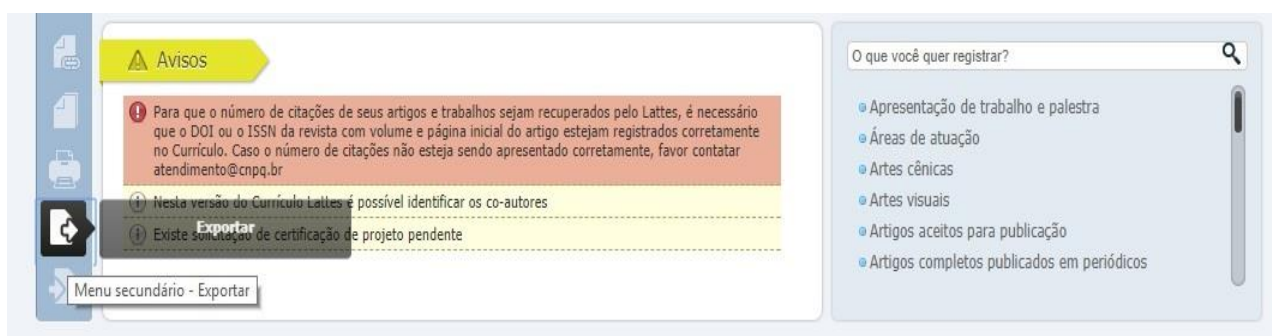 Avisos
Para que o número de citações de seus artigos e trabalhos sejam recuperados pelo Lattes, é necessário
que o DOI ou o ISSN da revista com volume e página inicial do artigo estejam registrados corretamente
no Currículo. Caso o número de citações não esteja sendo apresentado corretamente, favor contatar
atendimento@cnpq.br
Nesta versão do Currículo Lattes é possível identificar os co-autores
Exportar
Existe solicitação de certificação de projeto pendente
Menu secundário - Exportar
O que você quer registrar?
Apresentação de trabalho e palestra
Áreas de atuação
Artes cênicas
Artes visuais
Artigos aceitos para publicação
Artigos completos publicados em periódicos